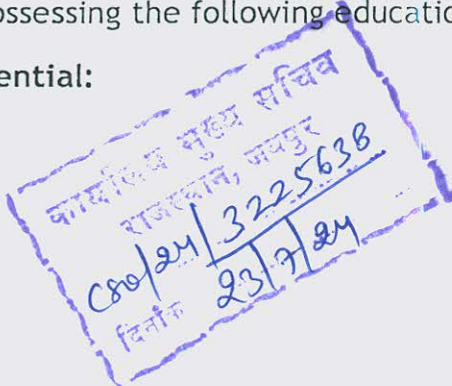 ossessing the following educatio
ential:
कार्यालय मुख्य सचिव
राजस्थान, जयपुर
CSO/24/3225638
दिनांक 23/7/24